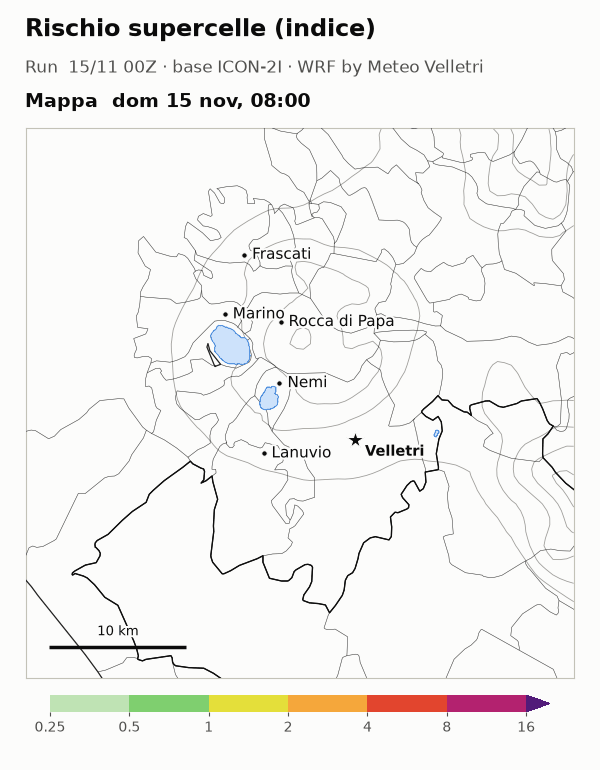 Rischio supercelle (indice)
Run  15/11 00Z · base ICON-2I · WRF by Meteo Velletri
Mappa  dom 15 nov, 08:00
Frascati
Marino
Rocca di Papa
Nemi
Velletri
Lanuvio
10 km
0.25 0.5 1 2 4 8 16